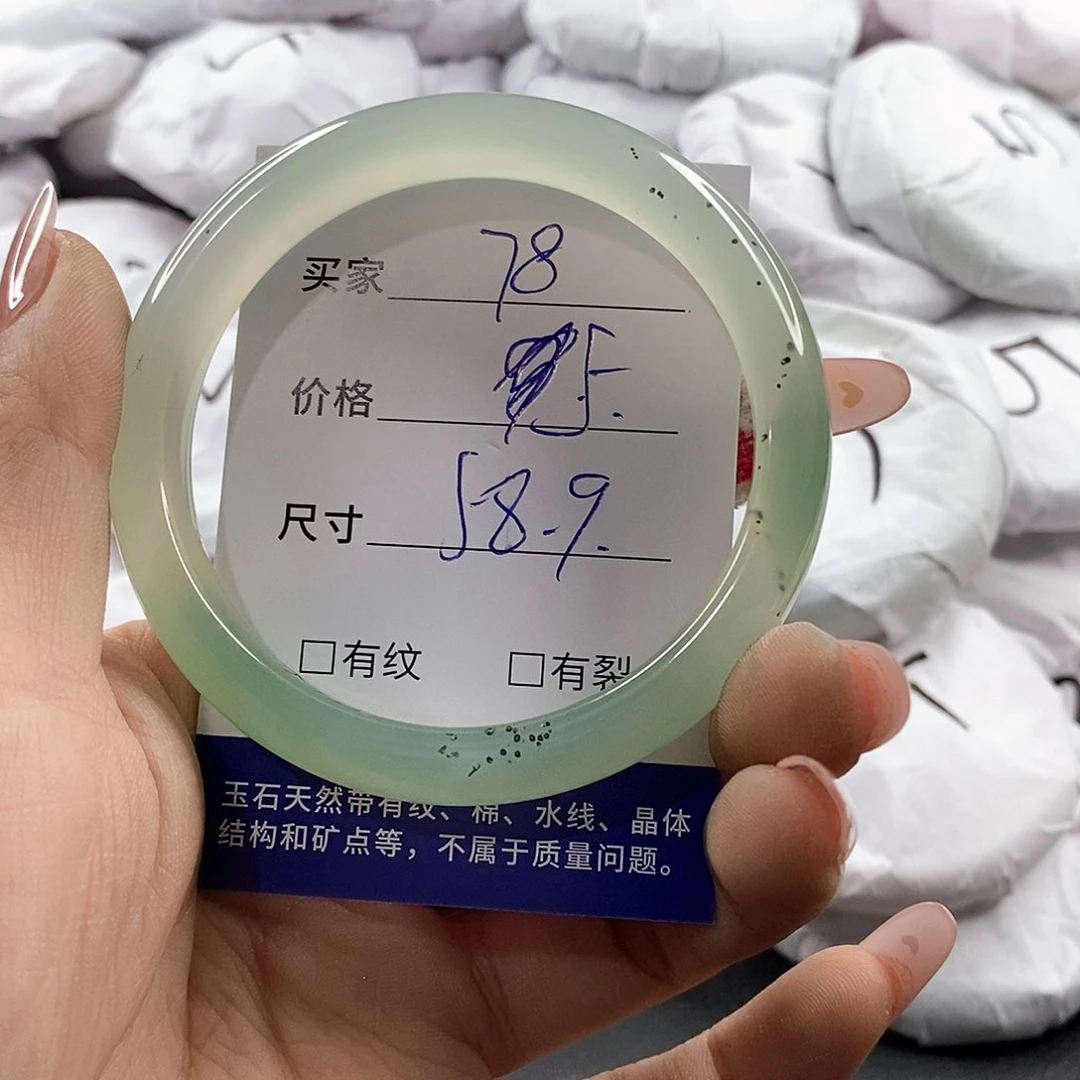 买家 78
价格 5.
尺寸 58.9.
□有纹 □有裂
玉石天然带有纹、棉、水线、晶体
结构和矿点等，不属于质量问题。
5